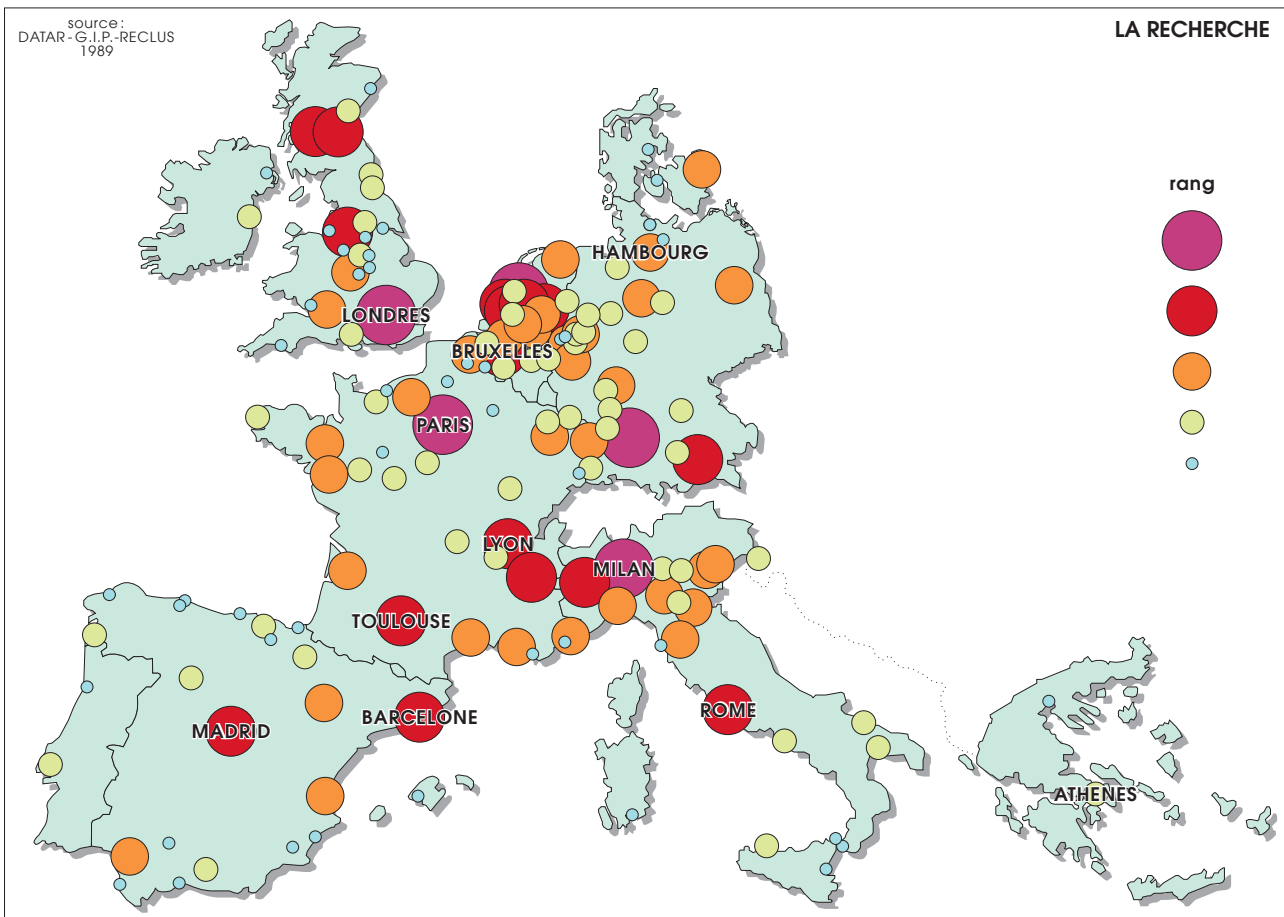 source :
DATAR - G.I.P.-RECLUS
1989
LA RECHERCHE
rang
HAMBOURG
LONDRES
BRUXELLES
PARIS
LYON
MILAN
TOULOUSE
BARCELONE
MADRID
ROME
ATHENES